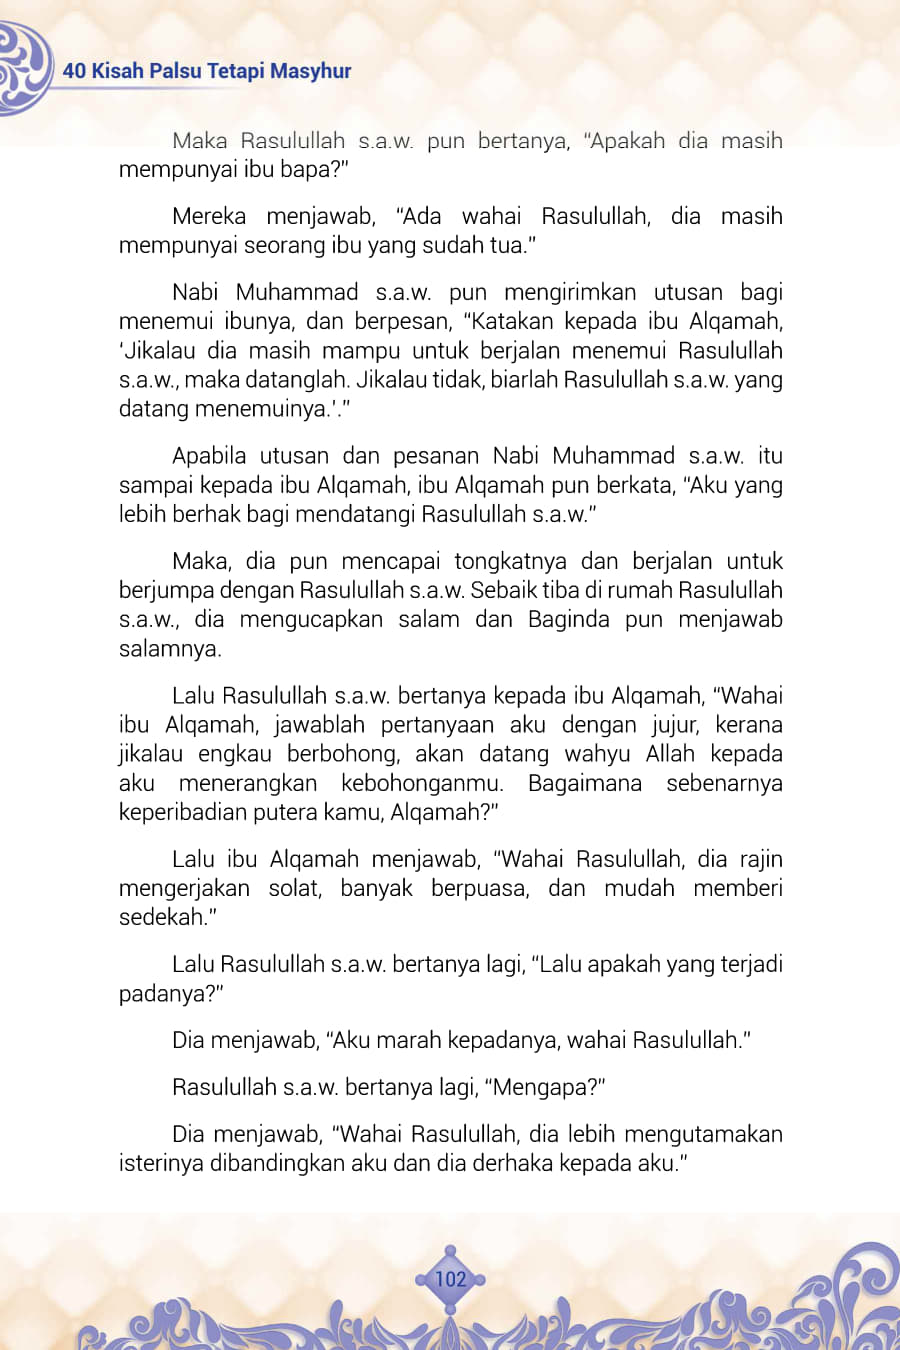 40 Kisah Palsu Tetapi Masyhur
Maka Rasulullah s.a.w. pun bertanya, “Apakah dia masih
mempunyai ibu bapa?”
Mereka menjawab, “Ada wahai Rasulullah, dia masih
mempunyai seorang ibu yang sudah tua.”
Nabi Muhammad s.a.w. pun mengirimkan utusan bagi
menemui ibunya, dan berpesan, “Katakan kepada ibu Alqamah,
‘Jikalau dia masih mampu untuk berjalan menemui Rasulullah
s.a.w., maka datanglah. Jikalau tidak, biarlah Rasulullah s.a.w. yang
datang menemuinya.’.”
Apabila utusan dan pesanan Nabi Muhammad s.a.w. itu
sampai kepada ibu Alqamah, ibu Alqamah pun berkata, “Aku yang
lebih berhak bagi mendatangi Rasulullah s.a.w.”
Maka, dia pun mencapai tongkatnya dan berjalan untuk
berjumpa dengan Rasulullah s.a.w. Sebaik tiba di rumah Rasulullah
s.a.w., dia mengucapkan salam dan Baginda pun menjawab
salamnya.
Lalu Rasulullah s.a.w. bertanya kepada ibu Alqamah, “Wahai
ibu Alqamah, jawablah pertanyaan aku dengan jujur, kerana
jikalau engkau berbohong, akan datang wahyu Allah kepada
aku menerangkan kebohonganmu. Bagaimana sebenarnya
keperibadian putera kamu, Alqamah?”
Lalu ibu Alqamah menjawab, “Wahai Rasulullah, dia rajin
mengerjakan solat, banyak berpuasa, dan mudah memberi
sedekah.”
Lalu Rasulullah s.a.w. bertanya lagi, “Lalu apakah yang terjadi
padanya?”
Dia menjawab, “Aku marah kepadanya, wahai Rasulullah.”
Rasulullah s.a.w. bertanya lagi, “Mengapa?”
Dia menjawab, “Wahai Rasulullah, dia lebih mengutamakan
isterinya dibandingkan aku dan dia derhaka kepada aku.”
102